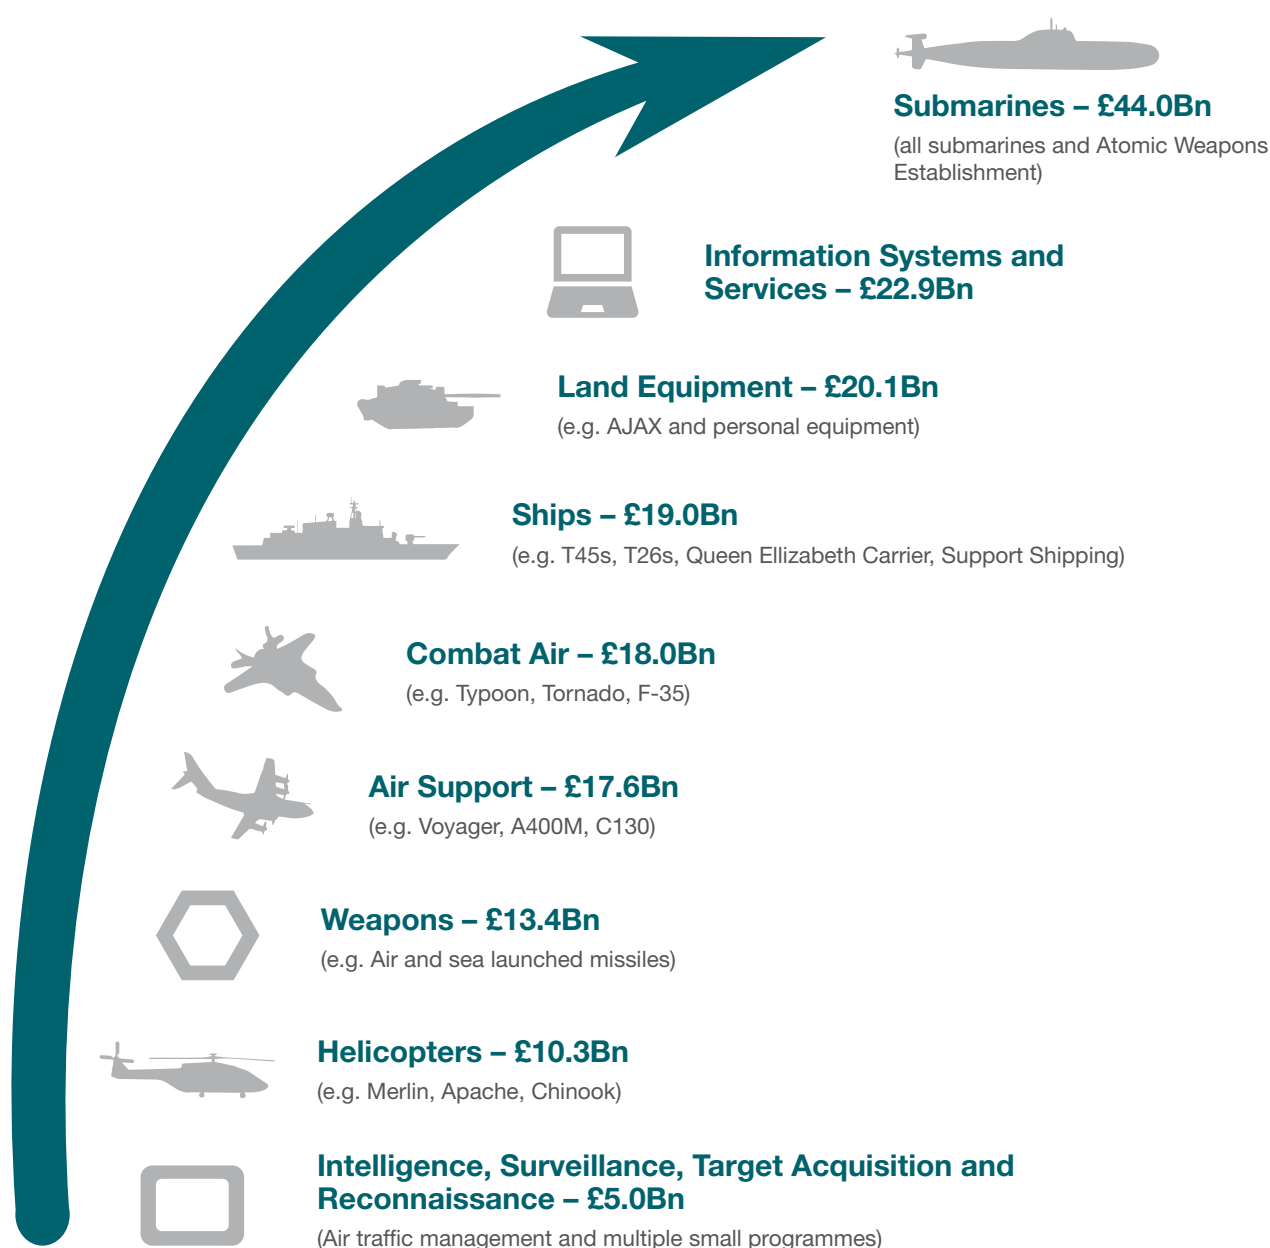 Submarines – £44.0Bn
(all submarines and Atomic Weapons
Establishment)
Information Systems and
Services – £22.9Bn
Land Equipment – £20.1Bn
(e.g. AJAX and personal equipment)
Ships – £19.0Bn
(e.g. T45s, T26s, Queen Ellizabeth Carrier, Support Shipping)
Combat Air – £18.0Bn
(e.g. Typoon, Tornado, F-35)
Air Support – £17.6Bn
(e.g. Voyager, A400M, C130)
Weapons – £13.4Bn
(e.g. Air and sea launched missiles)
Helicopters – £10.3Bn
(e.g. Merlin, Apache, Chinook)
Intelligence, Surveillance, Target Acquisition and
Reconnaissance – £5.0Bn
(Air traffic management and multiple small programmes)